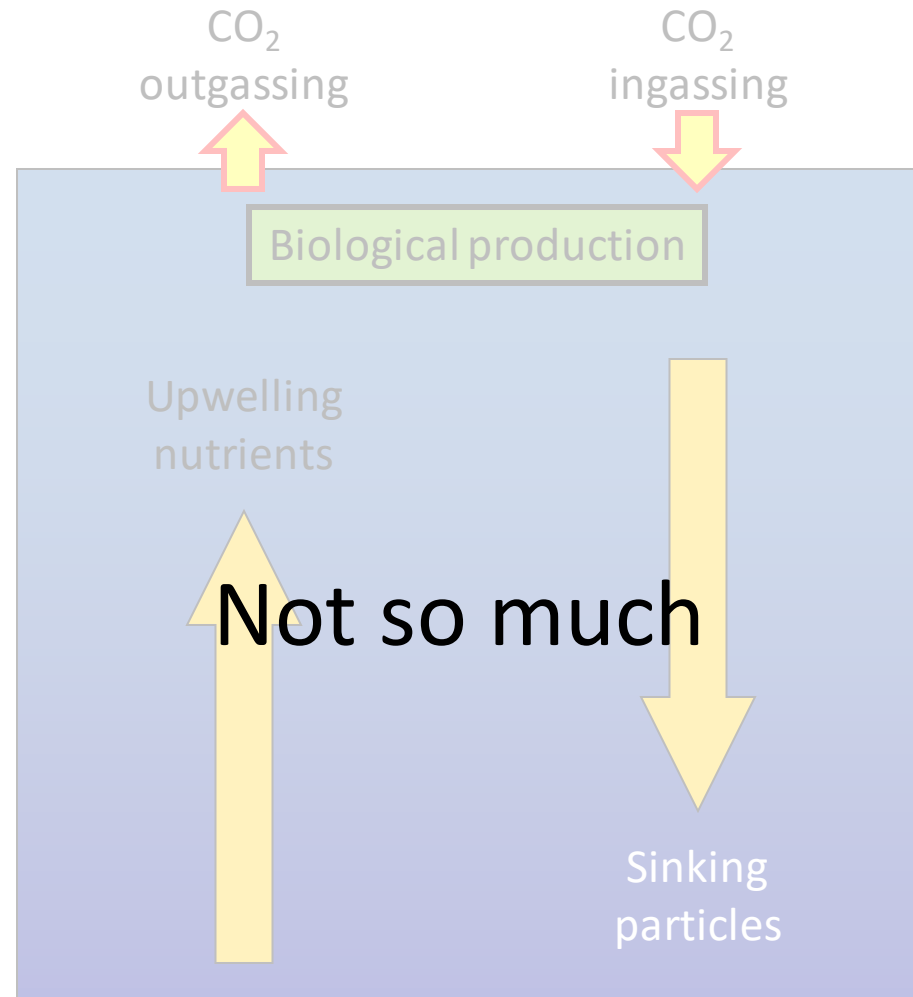 CO₂
outgassing
CO₂
ingassing
Biological production
Upwelling
nutrients
Not so much
Sinking
particles